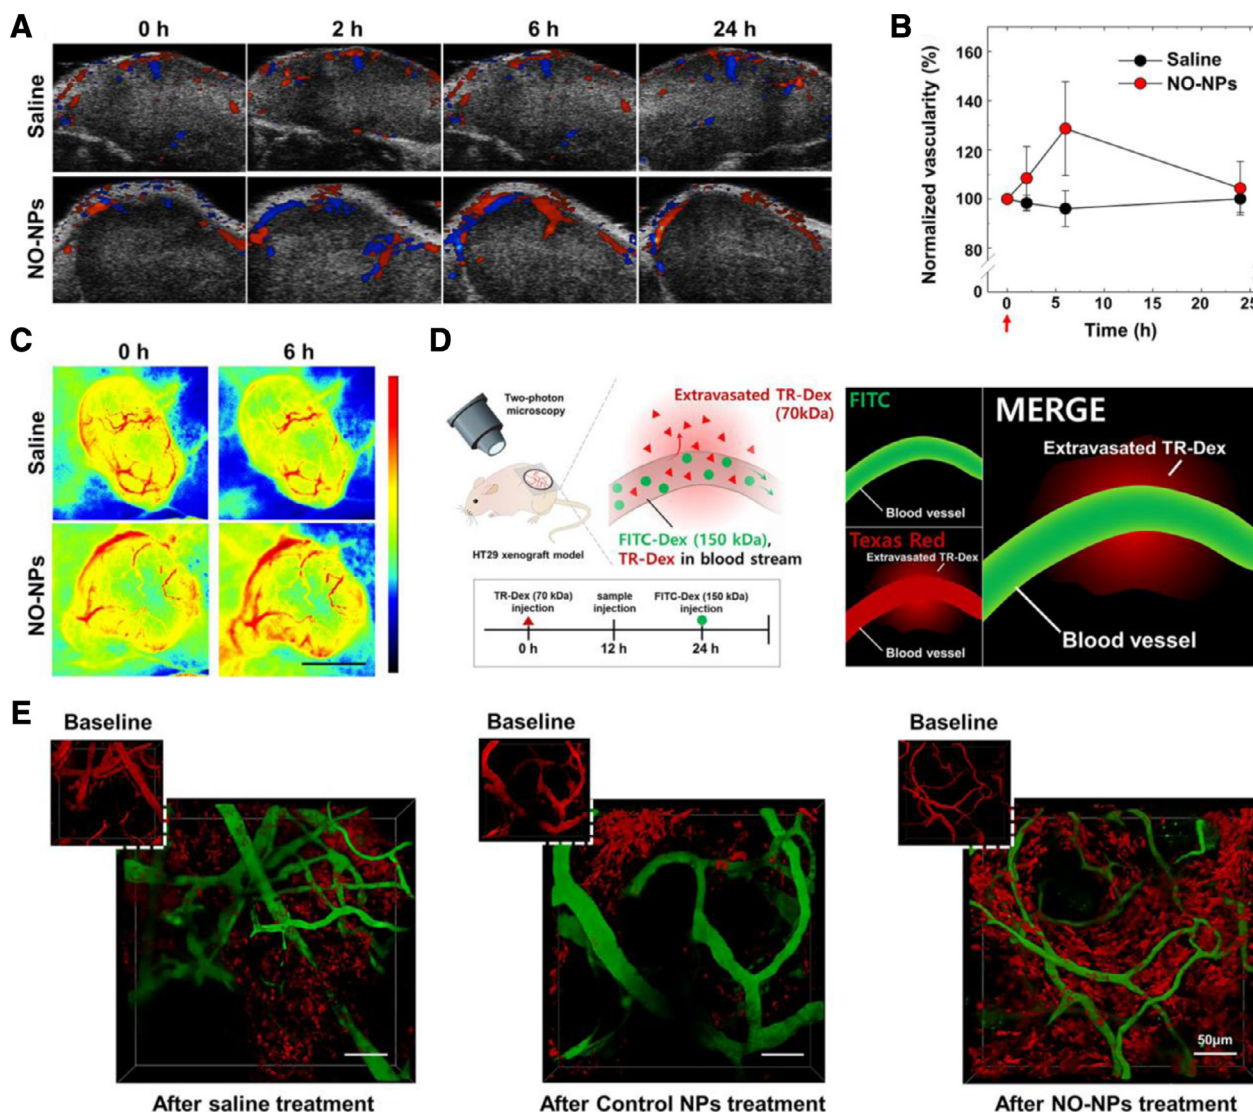 A
0 h
2 h
6 h
24 h
Saline
NO-NPs
B
Normalized vascularity (%)
160
140
120
100
80
0
Saline
NO-NPs
0
5
10
15
20
25
Time (h)
C
0 h
6 h
Saline
NO-NPs
D
Two-photon
microscopy
HT29 xenograft model
Extravasated TR-Dex
(70kDa)
FITC-Dex (150 kDa),
TR-Dex in blood stream
TR-Dex (70 kDa)
injection
sample
injection
FITC-Dex (150 kDa)
injection
0 h
12 h
24 h
FITC
Blood vessel
Texas Red
Extravasated TR-Dex
Blood vessel
MERGE
Extravasated TR-Dex
Blood vessel
E
Baseline
After saline treatment
Baseline
After Control NPs treatment
Baseline
50μm
After NO-NPs treatment